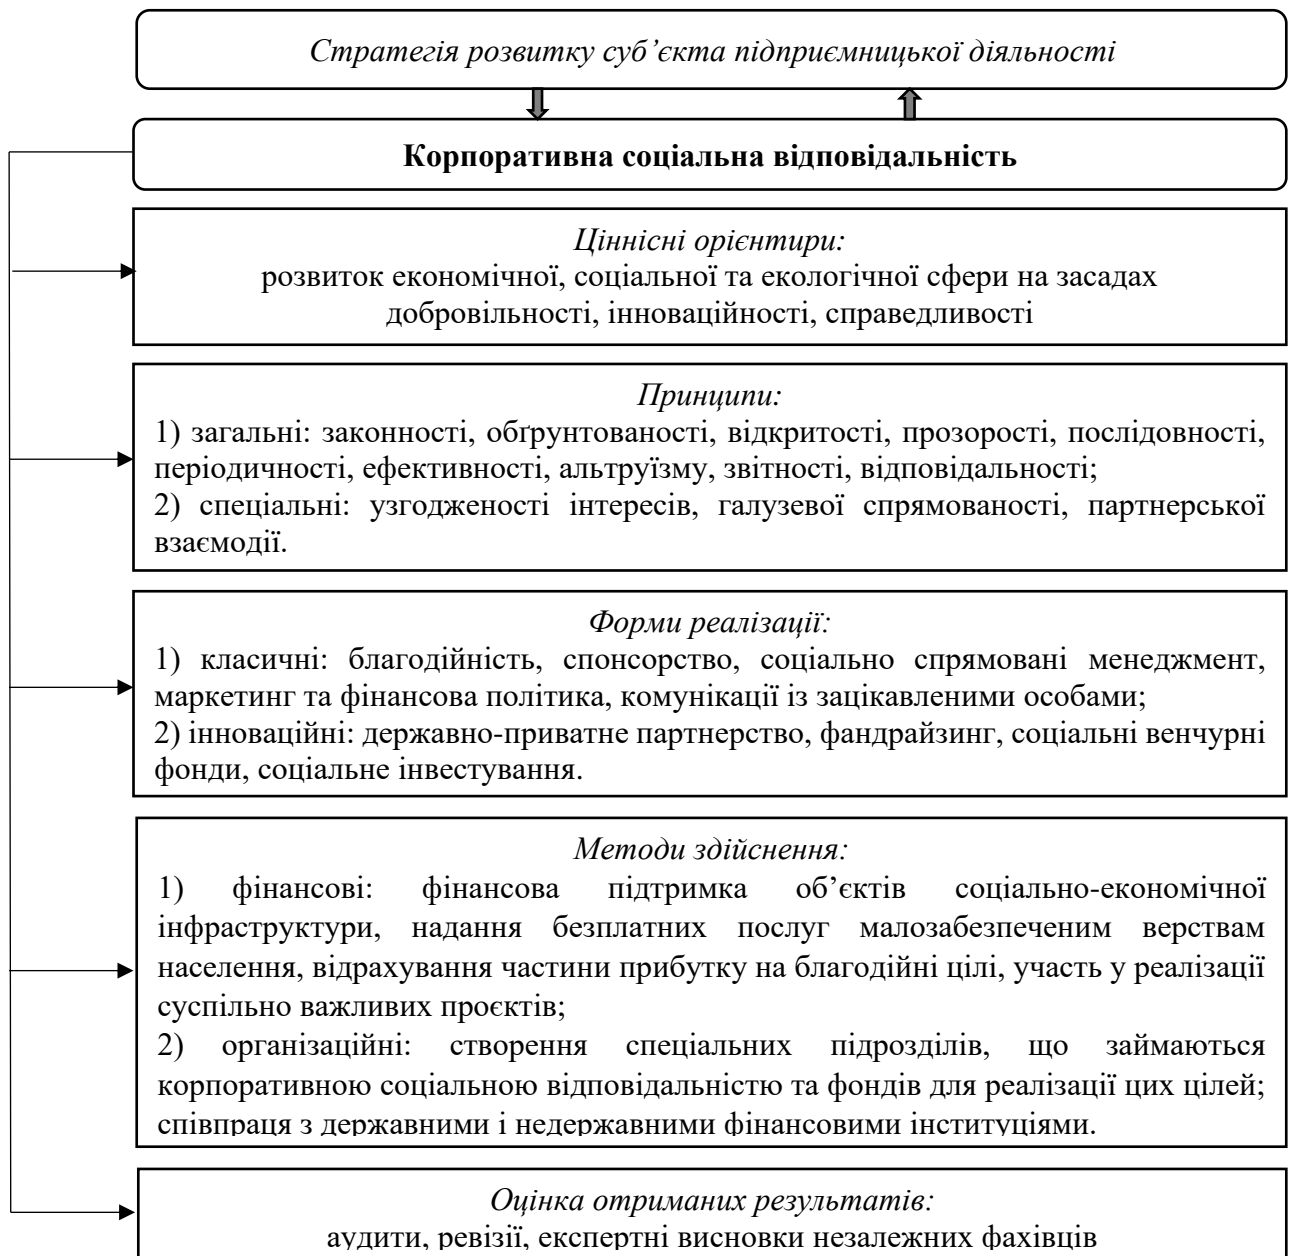 Стратегія розвитку суб’єкта підприємницької діяльності
Корпоративна соціальна відповідальність
Ціннісні орієнтири:
розвиток економічної, соціальної та екологічної сфери на засадах
добровільності, інноваційності, справедливості
Принципи:
1) загальні: законності, обґрунтованості, відкритості, прозорості, послідовності,
періодичності, ефективності, альтруїзму, звітності, відповідальності;
2) спеціальні: узгодженості інтересів, галузевої спрямованості, партнерської
взаємодії.
Форми реалізації:
1) класичні: благодійність, спонсорство, соціально спрямовані менеджмент,
маркетинг та фінансова політика, комунікації із зацікавленими особами;
2) інноваційні: державно-приватне партнерство, фандрайзинг, соціальні венчурні
фонди, соціальне інвестування.
Методи здійснення:
1) фінансові: фінансова підтримка об’єктів соціально-економічної
інфраструктури, надання безплатних послуг малозабезпеченим верствам
населення, відрахування частини прибутку на благодійні цілі, участь у реалізації
суспільно важливих проєктів;
2) організаційні: створення спеціальних підрозділів, що займаються
корпоративною соціальною відповідальністю та фондів для реалізації цих цілей;
співпраця з державними і недержавними фінансовими інституціями.
Оцінка отриманих результатів:
аудити, ревізії, експертні висновки незалежних фахівців